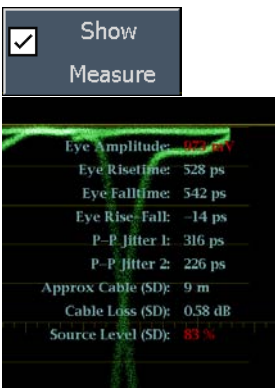 Show
Measure
Eye Amplitude: 973 mV
Eye Risetime: 528 ps
Eye Falltime: 542 ps
Eye Rise-Fall: -14 ps
P-P Jitter 1: 316 ps
P-P Jitter 2: 226 ps
Approx Cable (SD): 9 m
Cable Loss (SD): 0.58 dB
Source Level (SD): 83 %